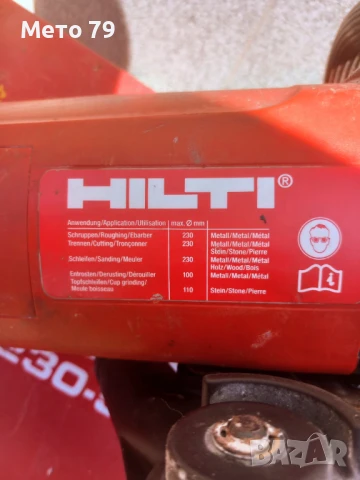 Мето 79
HILTI®
Anwendung/Application/Utilisation max. Ø mm
Schruppen/Roughing/Ebarber 230 Metall/Metal/Métal
Trennen/Cutting/Tronçonner 230 Metall/Metal/Métal
Stein/Stone/Pierre
Schleifen/Sanding/Meuler 230 Metall/Metal/Métal
Holz/Wood/Bois
Entrosten/Derusting/Dérouiller 100 Metall/Metal/Métal
Topfschleifen/Cup grinding/
Meule boisseau 110 Stein/Stone/Pierre
230-
BAZAR